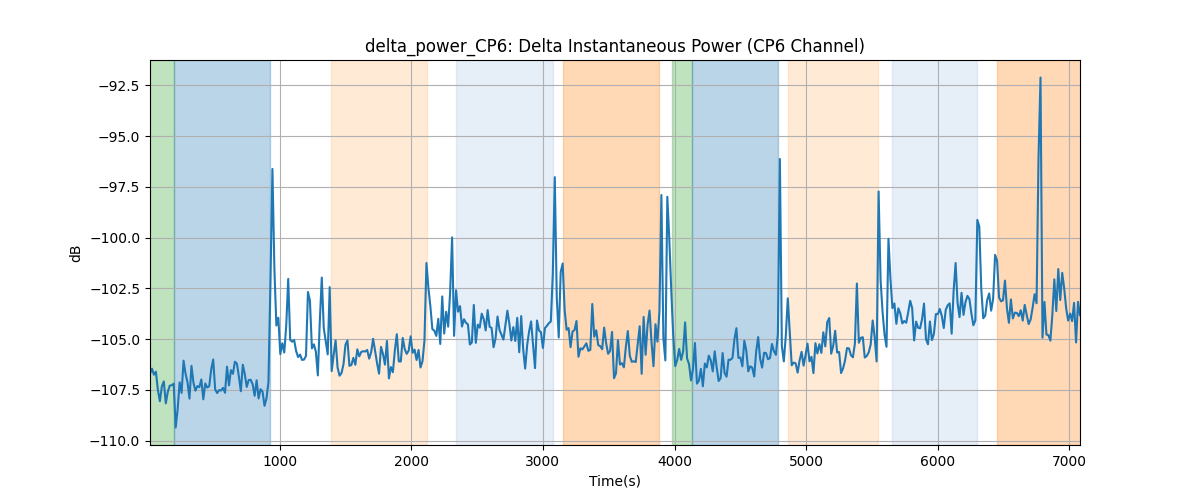 delta_power_CP6: Delta Instantaneous Power (CP6 Channel)
dB
−92.5
−95.0
−97.5
−100.0
−102.5
−105.0
−107.5
−110.0
1000 2000 3000 4000 5000 6000 7000
Time(s)